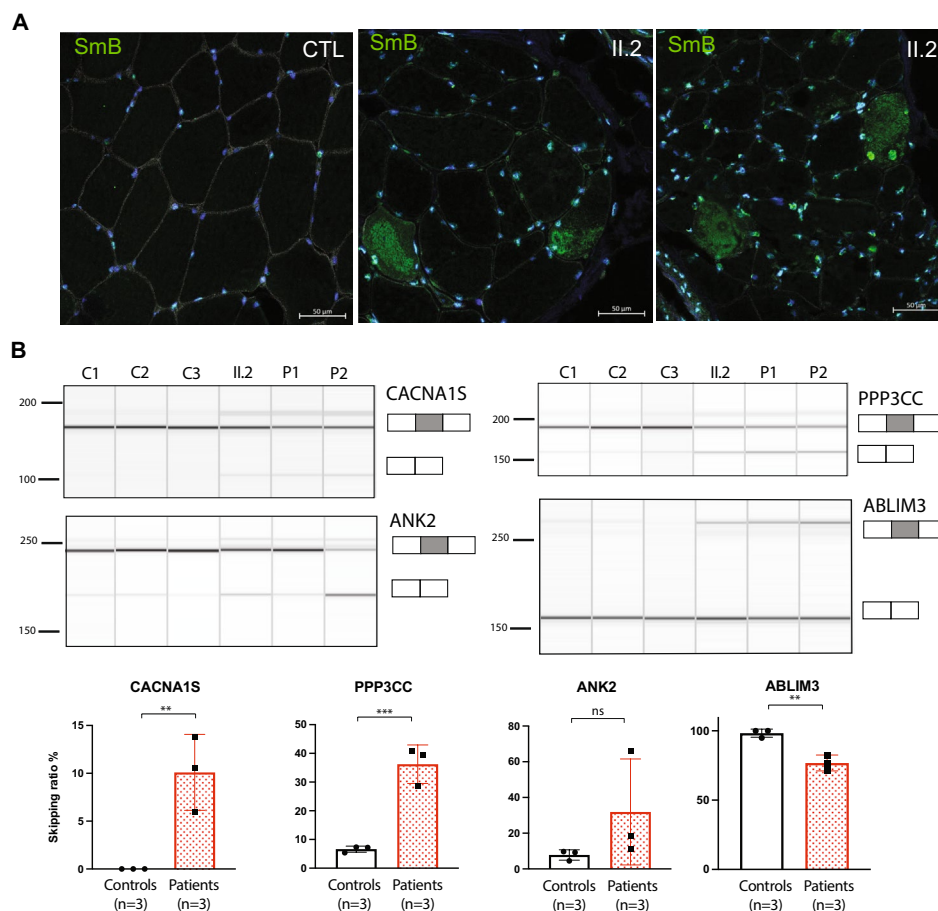 A
SmB CTL
SmB II.2
SmB II.2
50 µm
50 µm
50 µm
B
C1 C2 C3 II.2 P1 P2
CACNA1S
200
100
C1 C2 C3 II.2 P1 P2
PPP3CC
200
150
ANK2
250
150
ABLIM3
250
150
CACNA1S
**
Skipping ratio %
15
10
5
0
Controls Patients
(n=3) (n=3)
PPP3CC
***
50
40
30
20
10
0
Controls Patients
(n=3) (n=3)
ANK2
ns
80
60
40
20
0
Controls Patients
(n=3) (n=3)
ABLIM3
**
100
50
0
Controls Patients
(n=3) (n=3)